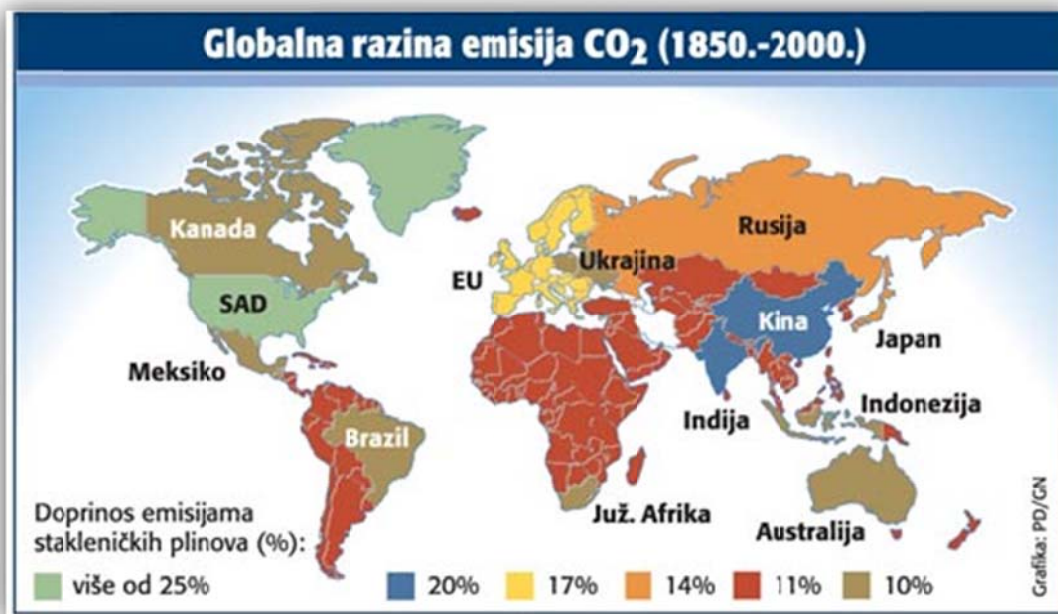 Globalna razina emisija CO₂ (1850.-2000.)
Kanada
Rusija
EU
Ukrajina
SAD
Kina
Japan
Meksiko
Indija
Indonezija
Brazil
Juž. Afrika
Australija
Doprinos emisijama
stakleničkih plinova (%):
više od 25%
20%
17%
14%
11%
10%
Grafika: PD/GN